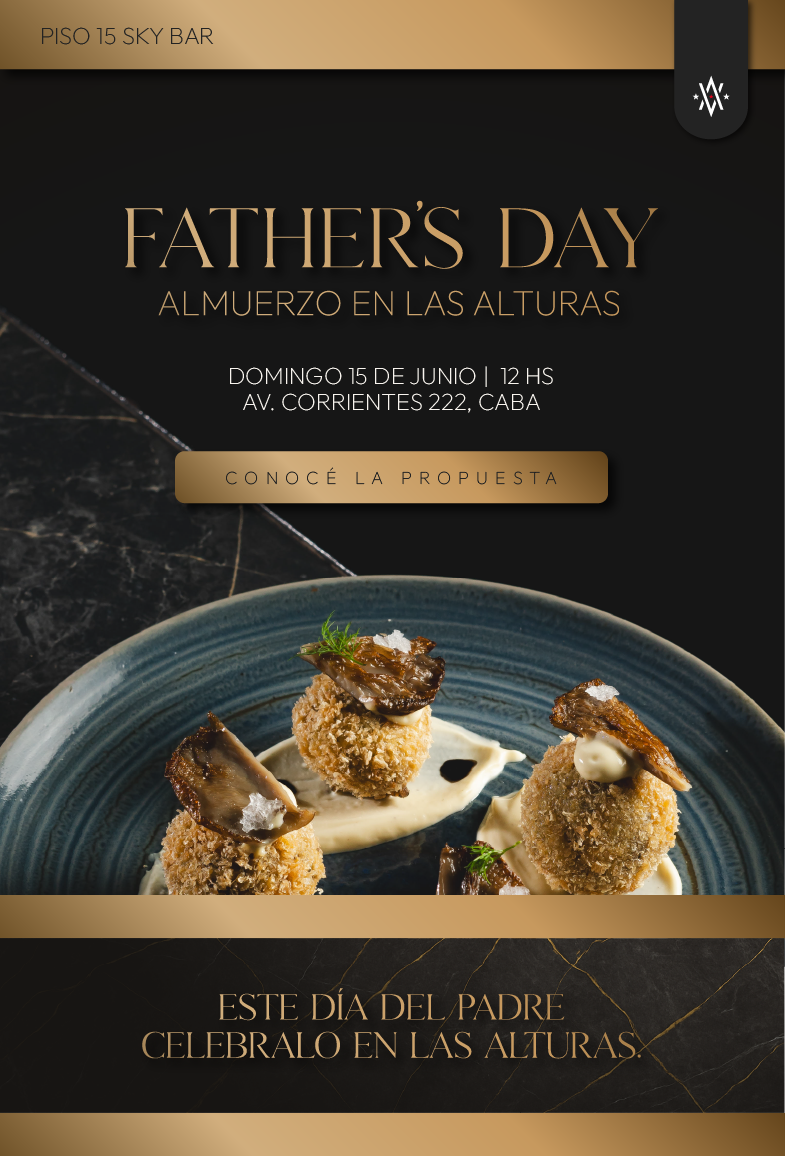 PISO 15 SKY BAR
FATHER'S DAY
ALMUERZO EN LAS ALTURAS
DOMINGO 15 DE JUNIO | 12 HS
AV. CORRIENTES 222, CABA
CONOCÉ LA PROPUESTA
ESTE DÍA DEL PADRE
CELEBRALO EN LAS ALTURAS.